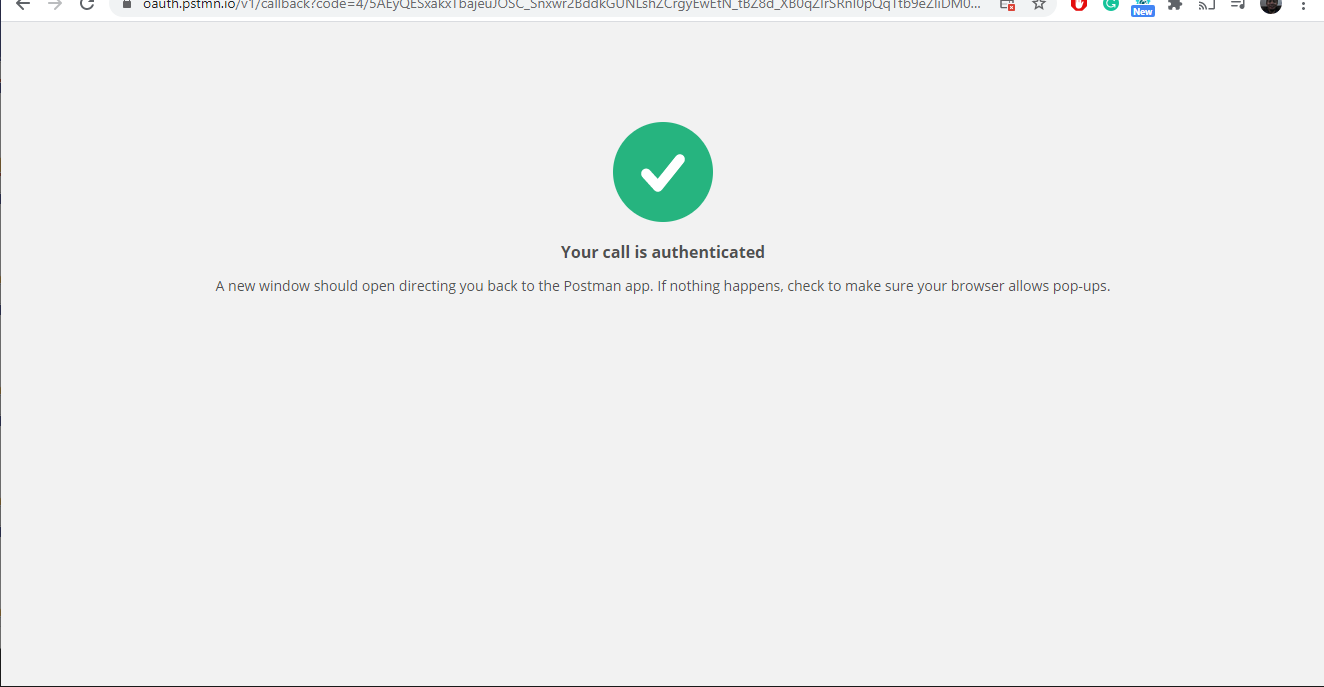 oauth.pstmn.io/v1/callback?code=4/5AEyQESxakxTbajeuJOSC_Snxwr2BddkGUNLshZCrgyEwEtN_tBZ8d_XB0qZIrSRnI0pQqTtb9eZIiDM0...
New
Your call is authenticated
A new window should open directing you back to the Postman app. If nothing happens, check to make sure your browser allows pop-ups.